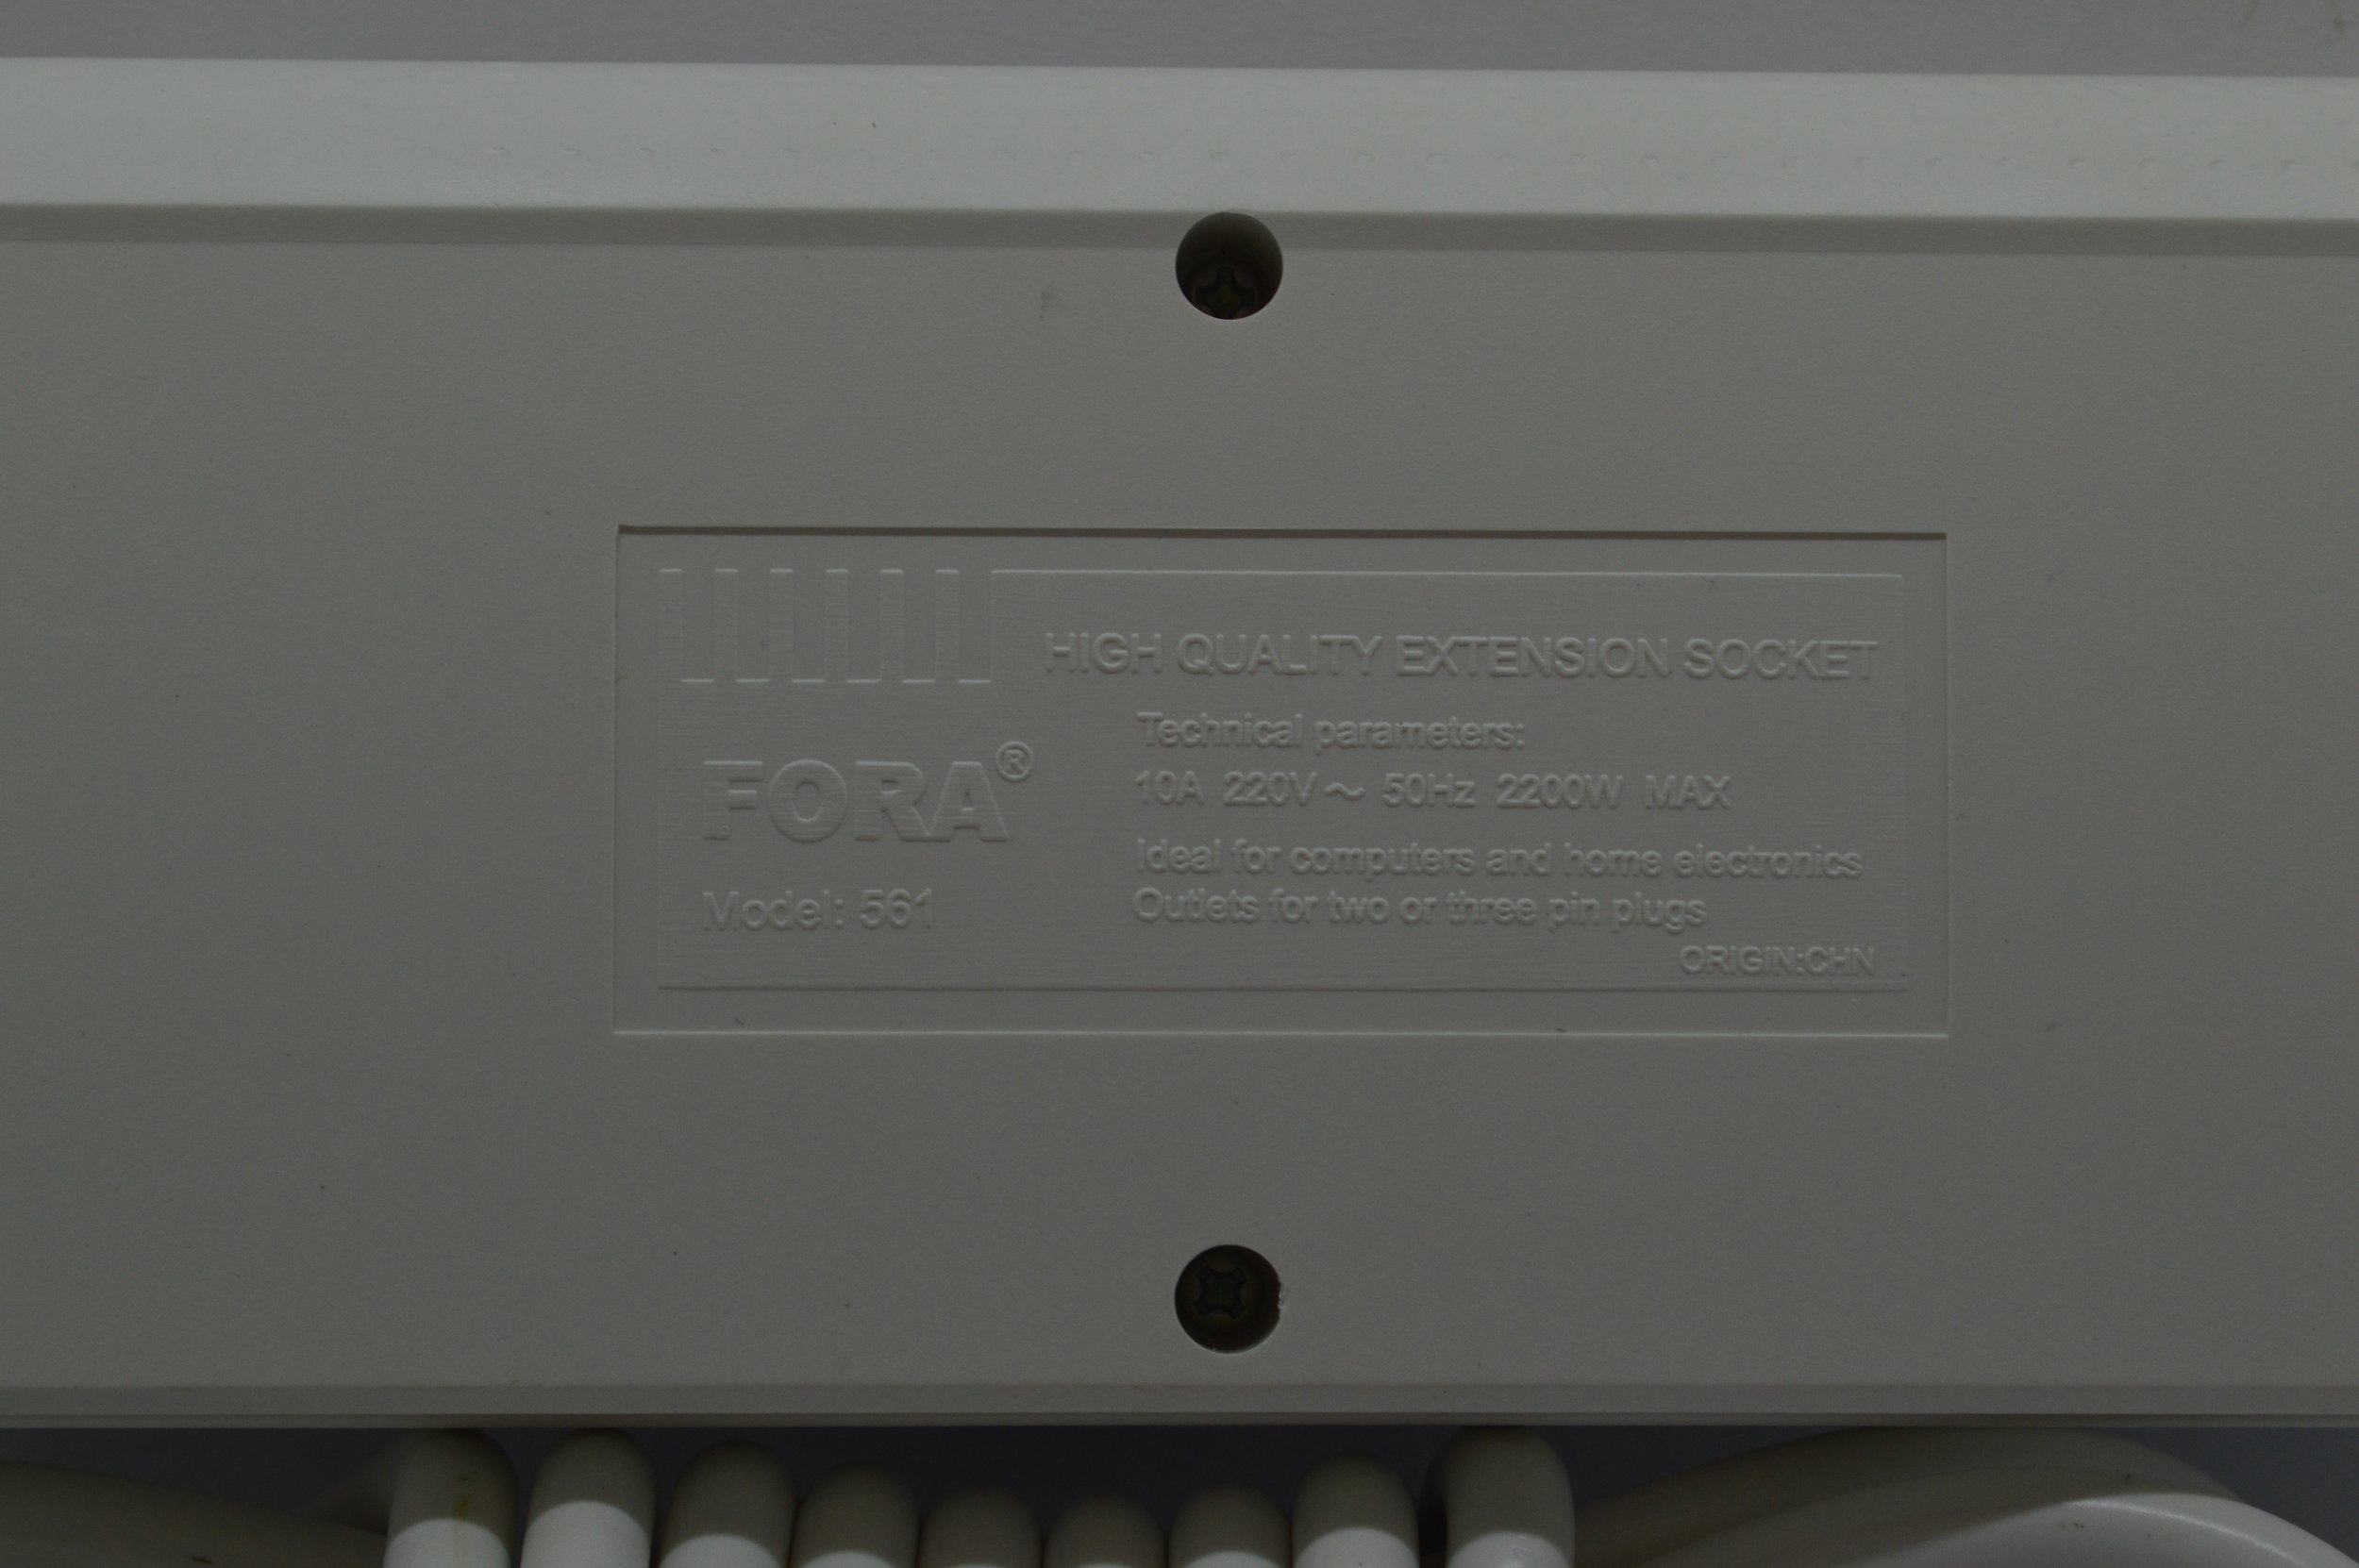 HIGH QUALITY EXTENSION SOCKET
Technical parameters:
10A 220V ~ 50Hz 2200W MAX
FORA®
Ideal for computers and home electronics
Model: 561
Outlets for two or three pin plugs
ORIGIN:CHN